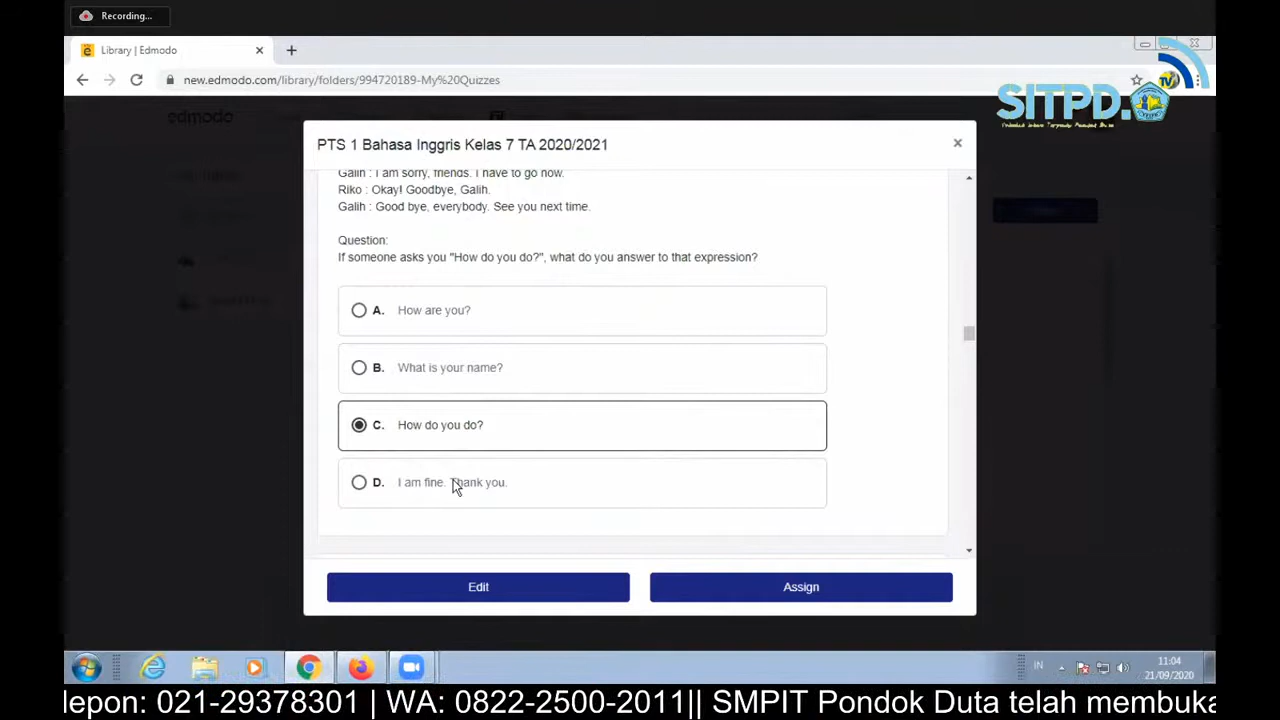 Recording...
Library | Edmodo
new.edmodo.com/library/folders/994720189-My%20Quizzes
SITPD.
edmodo
PTS 1 Bahasa Inggris Kelas 7 TA 2020/2021
Galih : I am sorry, friends. I have to go now.
Riko : Okay! Goodbye, Galih.
Galih : Good bye, everybody. See you next time.
Question:
If someone asks you "How do you do?", what do you answer to that expression?
A. How are you?
B. What is your name?
C. How do you do?
D. I am fine. Thank you.
Edit
Assign
IN
11:04
21/09/2020
lepon: 021-29378301 | WA: 0822-2500-2011|| SMPIT Pondok Duta telah membuka